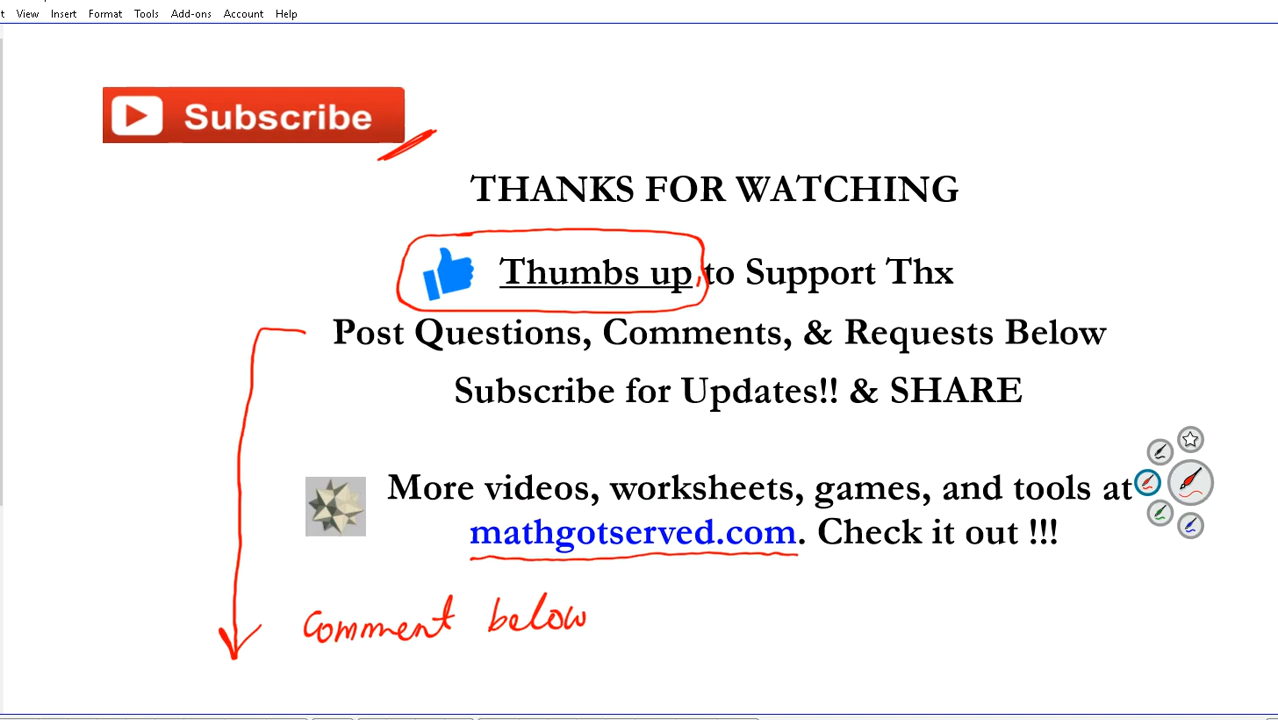 View Insert Format Tools Add-ons Account Help
Subscribe
THANKS FOR WATCHING
Thumbs up to Support Thx
Post Questions, Comments, & Requests Below
Subscribe for Updates!! & SHARE
More videos, worksheets, games, and tools at
mathgotserved.com. Check it out !!!
Comment below